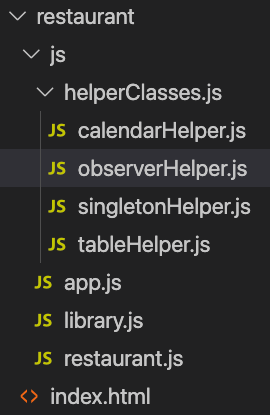 restaurant
js
helperClasses.js
JS calendarHelper.js
JS observerHelper.js
JS singletonHelper.js
JS tableHelper.js
JS app.js
JS library.js
JS restaurant.js
<> index.html